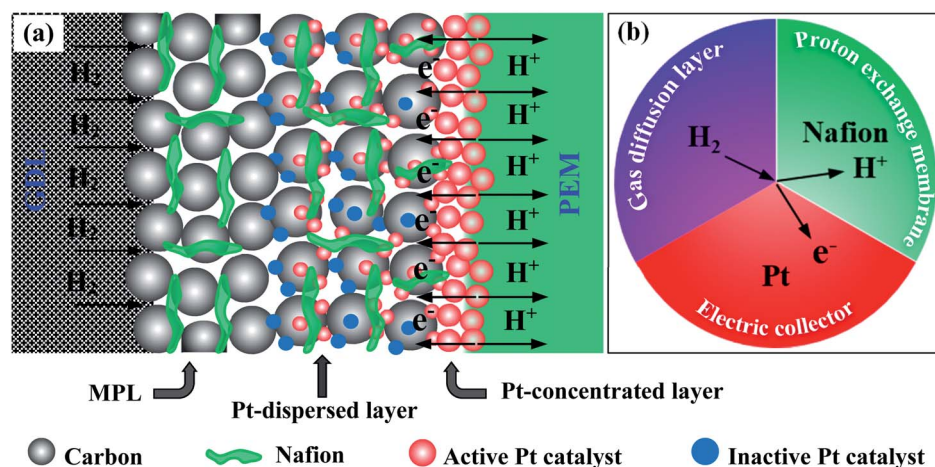 (a)
H2
H2
H2
H2
H2
GDL
e-
e-
e-
e-
e-
e-
H+
H+
H+
H+
H+
H+
PEM
MPL
Pt-dispersed layer
Pt-concentrated layer
(b)
Gas diffusion layer
Proton exchange membrane
Electric collector
H2
Nafion
H+
e-
Pt
Carbon
Nafion
Active Pt catalyst
Inactive Pt catalyst